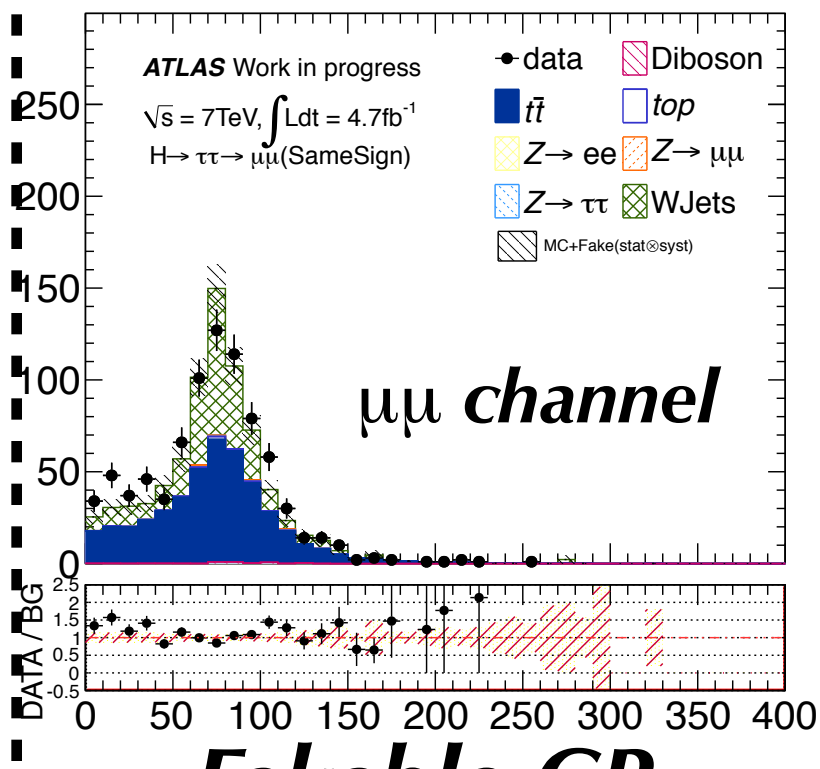 ATLAS Work in progress
√s = 7TeV, ∫Ldt = 4.7fb⁻¹
H→ ττ→ μμ(SameSign)
data
Diboson
tt̄
top
Z→ ee
Z→ μμ
Z→ ττ
WJets
MC+Fake(stat⊗syst)
250
200
150
100
50
0
μμ channel
DATA / BG
2.5
2
1.5
1
0.5
0
-0.5
0 50 100 150 200 250 300 350 400